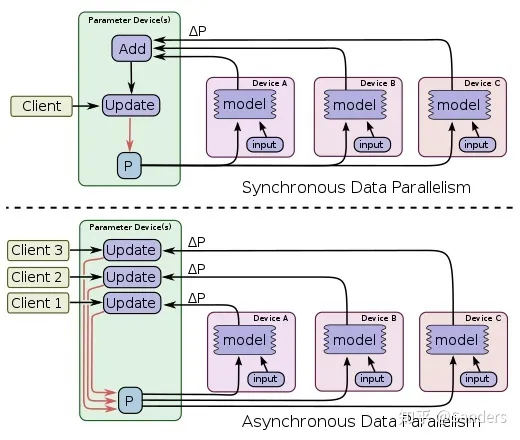 Parameter Device(s)
ΔP
Add
Device A
Device B
Device C
Client
Update
model
model
model
input
input
input
P
Synchronous Data Parallelism
Parameter Device(s)
Client 3
Update
ΔP
Client 2
Update
ΔP
Client 1
Update
ΔP
Device A
Device B
Device C
model
model
model
input
input
input
P
Asynchronous Data Parallelism
知乎 @Sanders